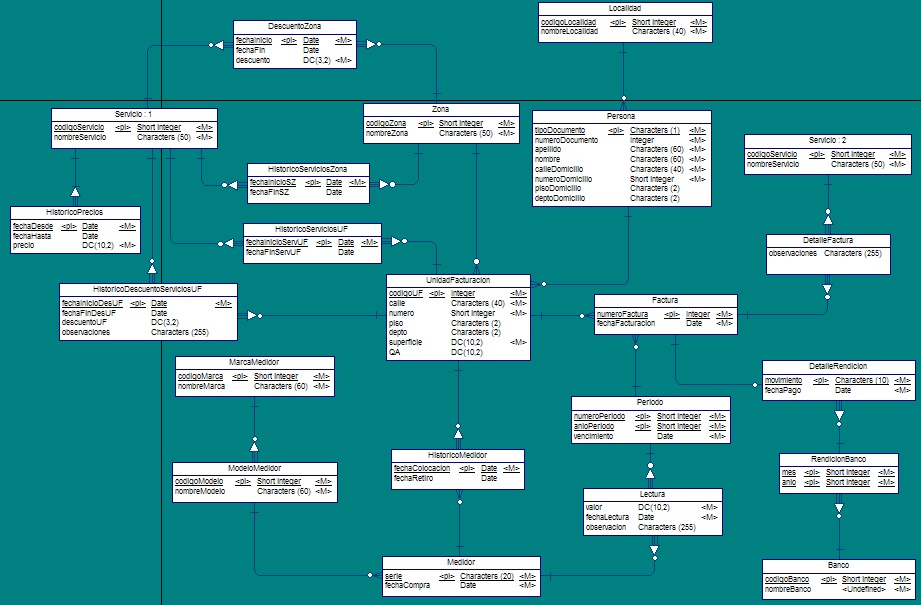 Localidad
codigoLocalidad <pi> Short Integer <M>
nombreLocalidad Characters (40) <M>
DescuentoZona
fechaInicio <pi> Date <M>
fechaFin Date
descuento DC(3,2) <M>
Servicio : 1
codigoServicio <pi> Short Integer <M>
nombreServicio Characters (50) <M>
Zona
codigoZona <pi> Short Integer <M>
nombreZona Characters (50) <M>
Persona
tipoDocumento <pi> Characters (1) <M>
numeroDocumento Integer <M>
apellido Characters (60) <M>
nombre Characters (60) <M>
calleDomicilio Characters (40) <M>
numeroDomicilio Short Integer <M>
pisoDomicilio Characters (2)
deptoDomicilio Characters (2)
Servicio : 2
codigoServicio <pi> Short Integer <M>
nombreServicio Characters (50) <M>
HistoricoServiciosZona
fechaInicioSZ <pi> Date <M>
fechaFinSZ Date
HistoricoPrecios
fechaDesde <pi> Date <M>
fechaHasta Date
precio DC(10,2) <M>
HistoricoServiciosUF
fechaInicioServUF <pi> Date <M>
fechaFinServUF Date
DetalleFactura
observaciones Characters (255)
HistoricoDescuentoServiciosUF
fechaInicioDesUF <pi> Date <M>
fechaFinDesUF Date
descuentoUF DC(3,2)
observaciones Characters (255)
UnidadFacturacion
codigoUF <pi> Integer <M>
calle Characters (40) <M>
numero Short Integer <M>
piso Characters (2)
depto Characters (2)
superficie DC(10,2) <M>
QA DC(10,2)
Factura
numeroFactura <pi> Integer <M>
fechaFacturacion Date <M>
MarcaMedidor
codigoMarca <pi> Short Integer <M>
nombreMarca Characters (60) <M>
DetalleRendicion
movimiento <pi> Characters (10) <M>
fechaPago Date <M>
Periodo
numeroPeriodo <pi> Short Integer <M>
anioPeriodo <pi> Short Integer <M>
vencimiento Date <M>
ModeloMedidor
codigoModelo <pi> Short Integer <M>
nombreModelo Characters (60) <M>
HistoricoMedidor
fechaColocacion <pi> Date <M>
fechaRetiro Date
RendicionBanco
mes <pi> Short Integer <M>
anio <pi> Short Integer <M>
Lectura
valor DC(10,2) <M>
fechaLectura Date <M>
observacion Characters (255)
Medidor
serie <pi> Characters (20) <M>
fechaCompra Date <M>
Banco
codigoBanco <pi> Short Integer <M>
nombreBanco <Undefined> <M>